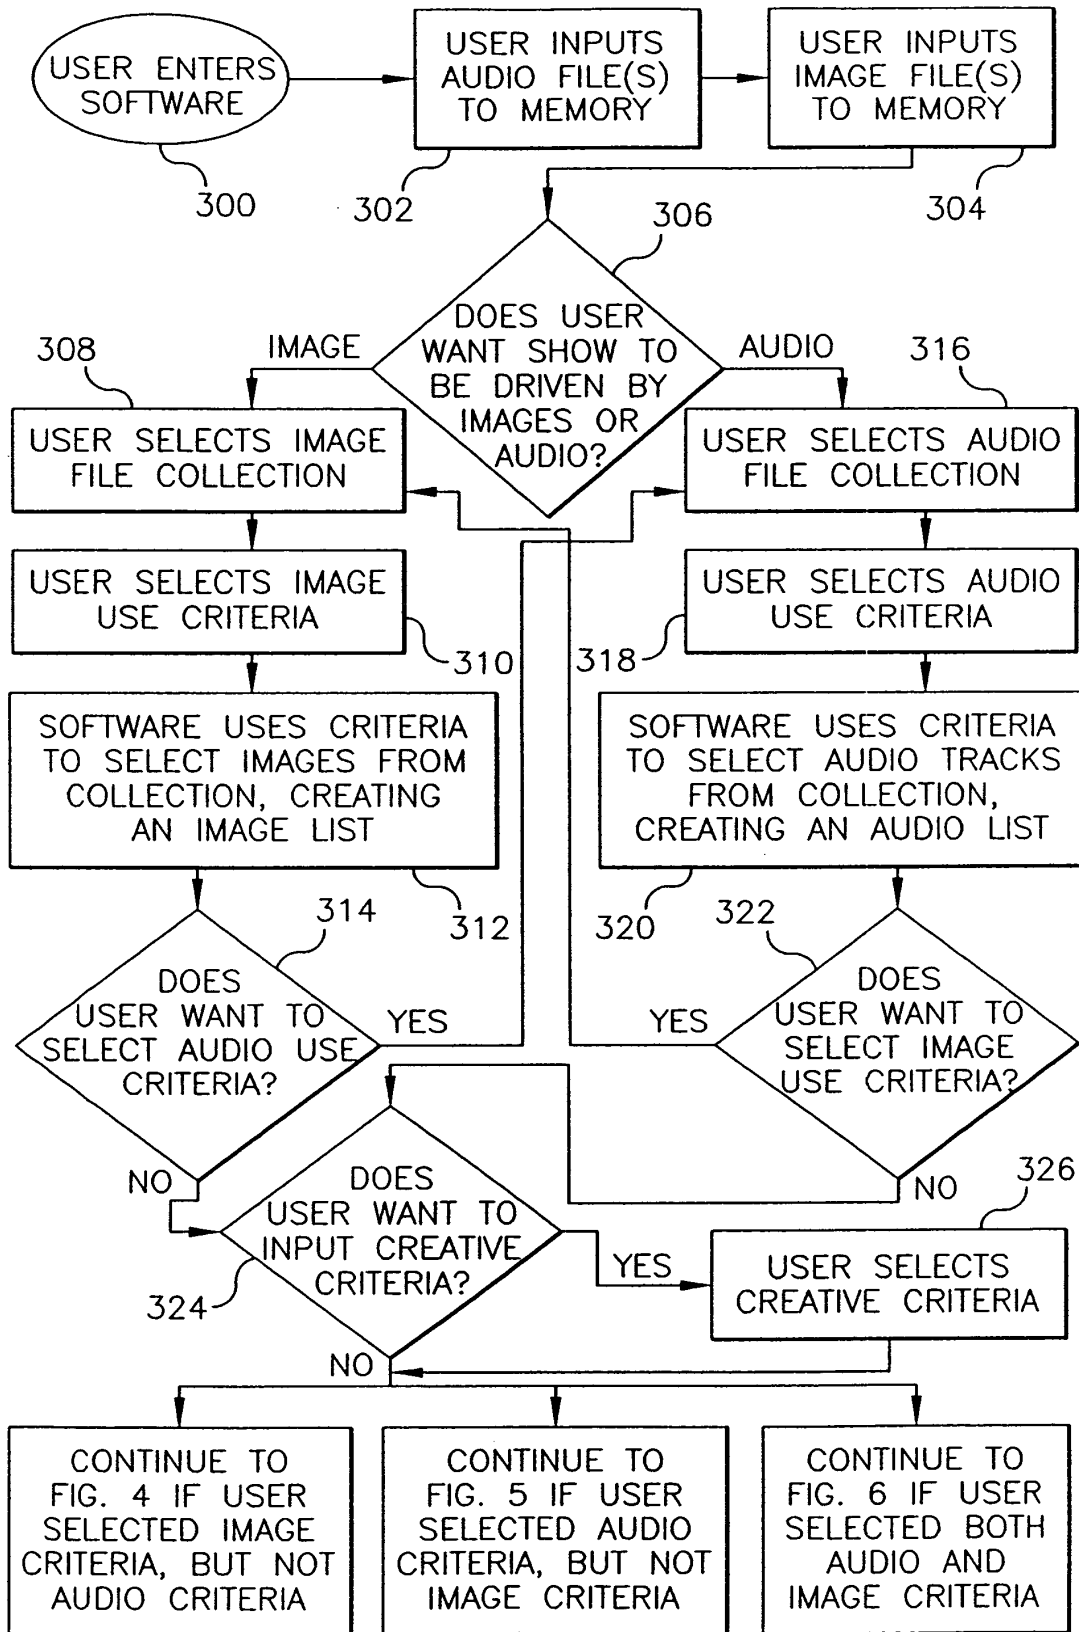 USER ENTERS
SOFTWARE
300
USER INPUTS
AUDIO FILE(S)
TO MEMORY
302
USER INPUTS
IMAGE FILE(S)
TO MEMORY
304
306
DOES USER
WANT SHOW TO
BE DRIVEN BY
IMAGES OR
AUDIO?
IMAGE
AUDIO
308
USER SELECTS IMAGE
FILE COLLECTION
USER SELECTS IMAGE
USE CRITERIA
310
SOFTWARE USES CRITERIA
TO SELECT IMAGES FROM
COLLECTION, CREATING
AN IMAGE LIST
312
314
DOES
USER WANT TO
SELECT AUDIO USE
CRITERIA?
YES
NO
316
USER SELECTS AUDIO
FILE COLLECTION
USER SELECTS AUDIO
USE CRITERIA
318
SOFTWARE USES CRITERIA
TO SELECT AUDIO TRACKS
FROM COLLECTION,
CREATING AN AUDIO LIST
320
322
DOES
USER WANT TO
SELECT IMAGE
USE CRITERIA?
YES
NO
DOES
USER WANT TO
INPUT CREATIVE
CRITERIA?
324
YES
NO
326
USER SELECTS
CREATIVE CRITERIA
CONTINUE TO
FIG. 4 IF USER
SELECTED IMAGE
CRITERIA, BUT NOT
AUDIO CRITERIA
CONTINUE TO
FIG. 5 IF USER
SELECTED AUDIO
CRITERIA, BUT NOT
IMAGE CRITERIA
CONTINUE TO
FIG. 6 IF USER
SELECTED BOTH
AUDIO AND
IMAGE CRITERIA